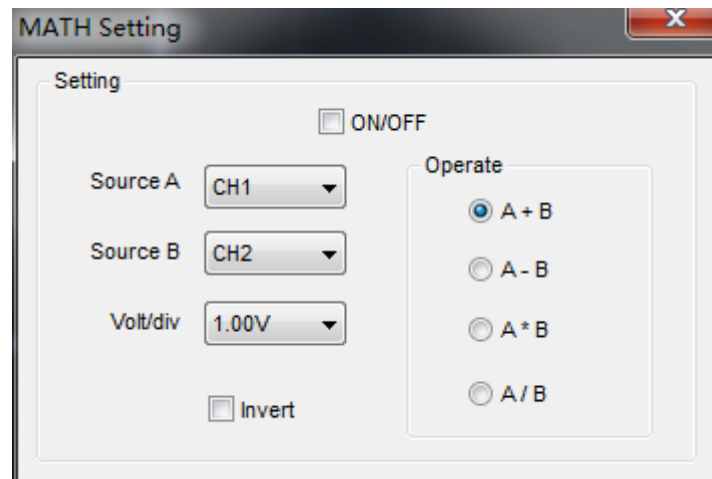 MATH Setting
Setting
ON/OFF
Source A
CH1
Source B
CH2
Volt/div
1.00V
Invert
Operate
A + B
A - B
A * B
A / B